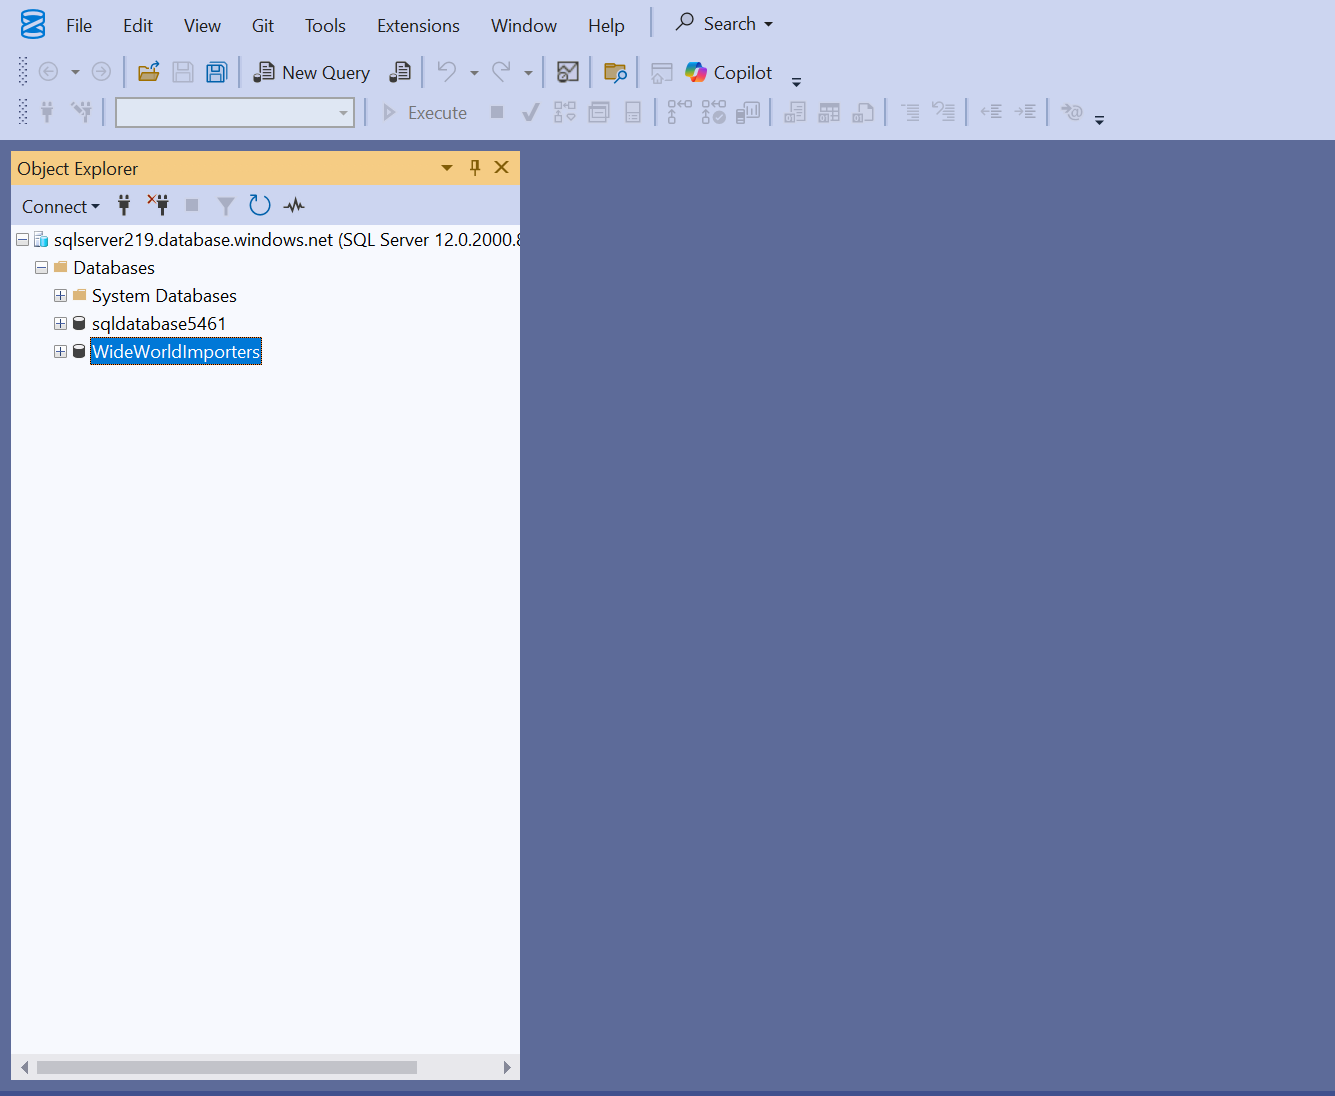 File Edit View Git Tools Extensions Window Help Search
New Query Copilot
Execute
Object Explorer
Connect
sqlserver219.database.windows.net (SQL Server 12.0.2000.8
Databases
System Databases
sqldatabase5461
WideWorldImporters